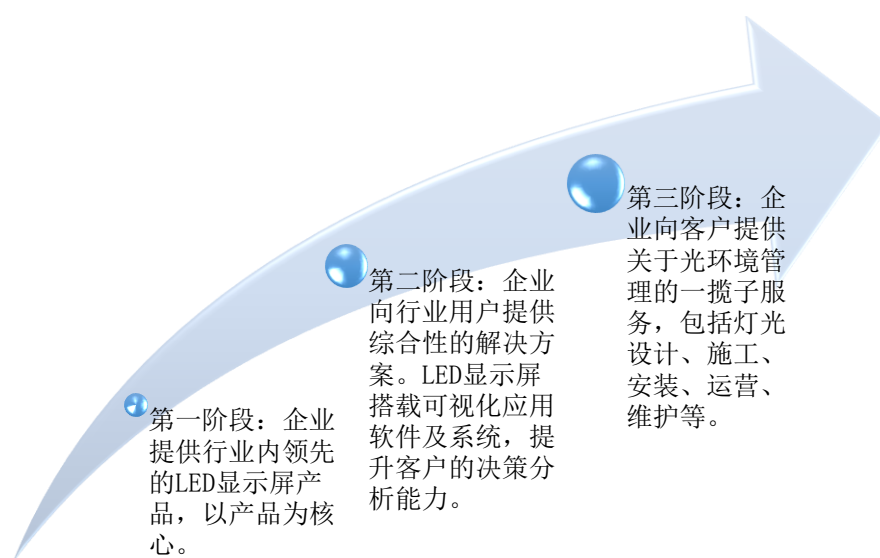 第一阶段：企业
提供行业内领先
的LED显示屏产
品，以产品为核
心。
第二阶段：企业
向行业用户提供
综合性的解决方
案。LED显示屏
搭载可视化应用
软件及系统，提
升客户的决策分
析能力。
第三阶段：企
业向客户提供
关于光环境管
理的一揽子服
务，包括灯光
设计、施工、
安装、运营、
维护等。